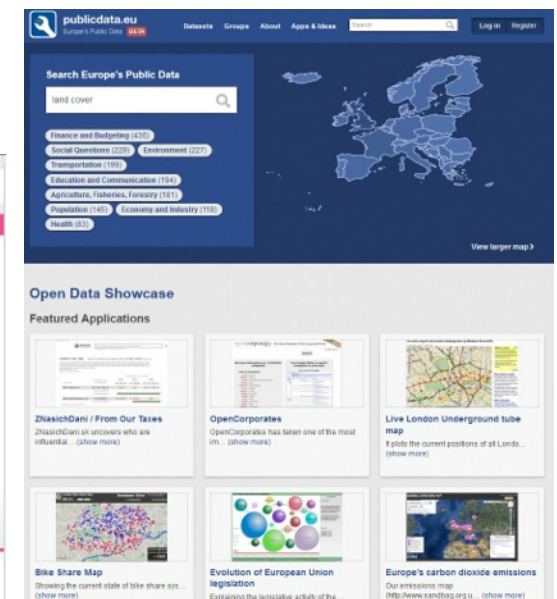 publicdata.eu
Europe's Public Data BETA
Datasets Groups About Apps & Ideas Search Log in Register
Search Europe's Public Data
land cover
Finance and Budgeting (436)
Social Questions (229) Environment (227)
Transportation (199)
Education and Communication (194)
Agriculture, Fisheries, Forestry (181)
Population (145) Economy and Industry (118)
Health (83)
View larger map
Open Data Showcase
Featured Applications
ZNasichDani / From Our Taxes
ZNasichDani.sk uncovers who are
influential... (show more)
OpenCorporates
OpenCorporates has taken one of the most
im... (show more)
Live London Underground tube
map
It plots the current positions of all Londo...
(show more)
Bike Share Map
Showing the current state of bike share sys...
(show more)
Evolution of European Union
legislation
Explaining the legislative activity of the...
Europe's carbon dioxide emissions
Our emissions map
(http://www.sandbag.org.u... (show more)